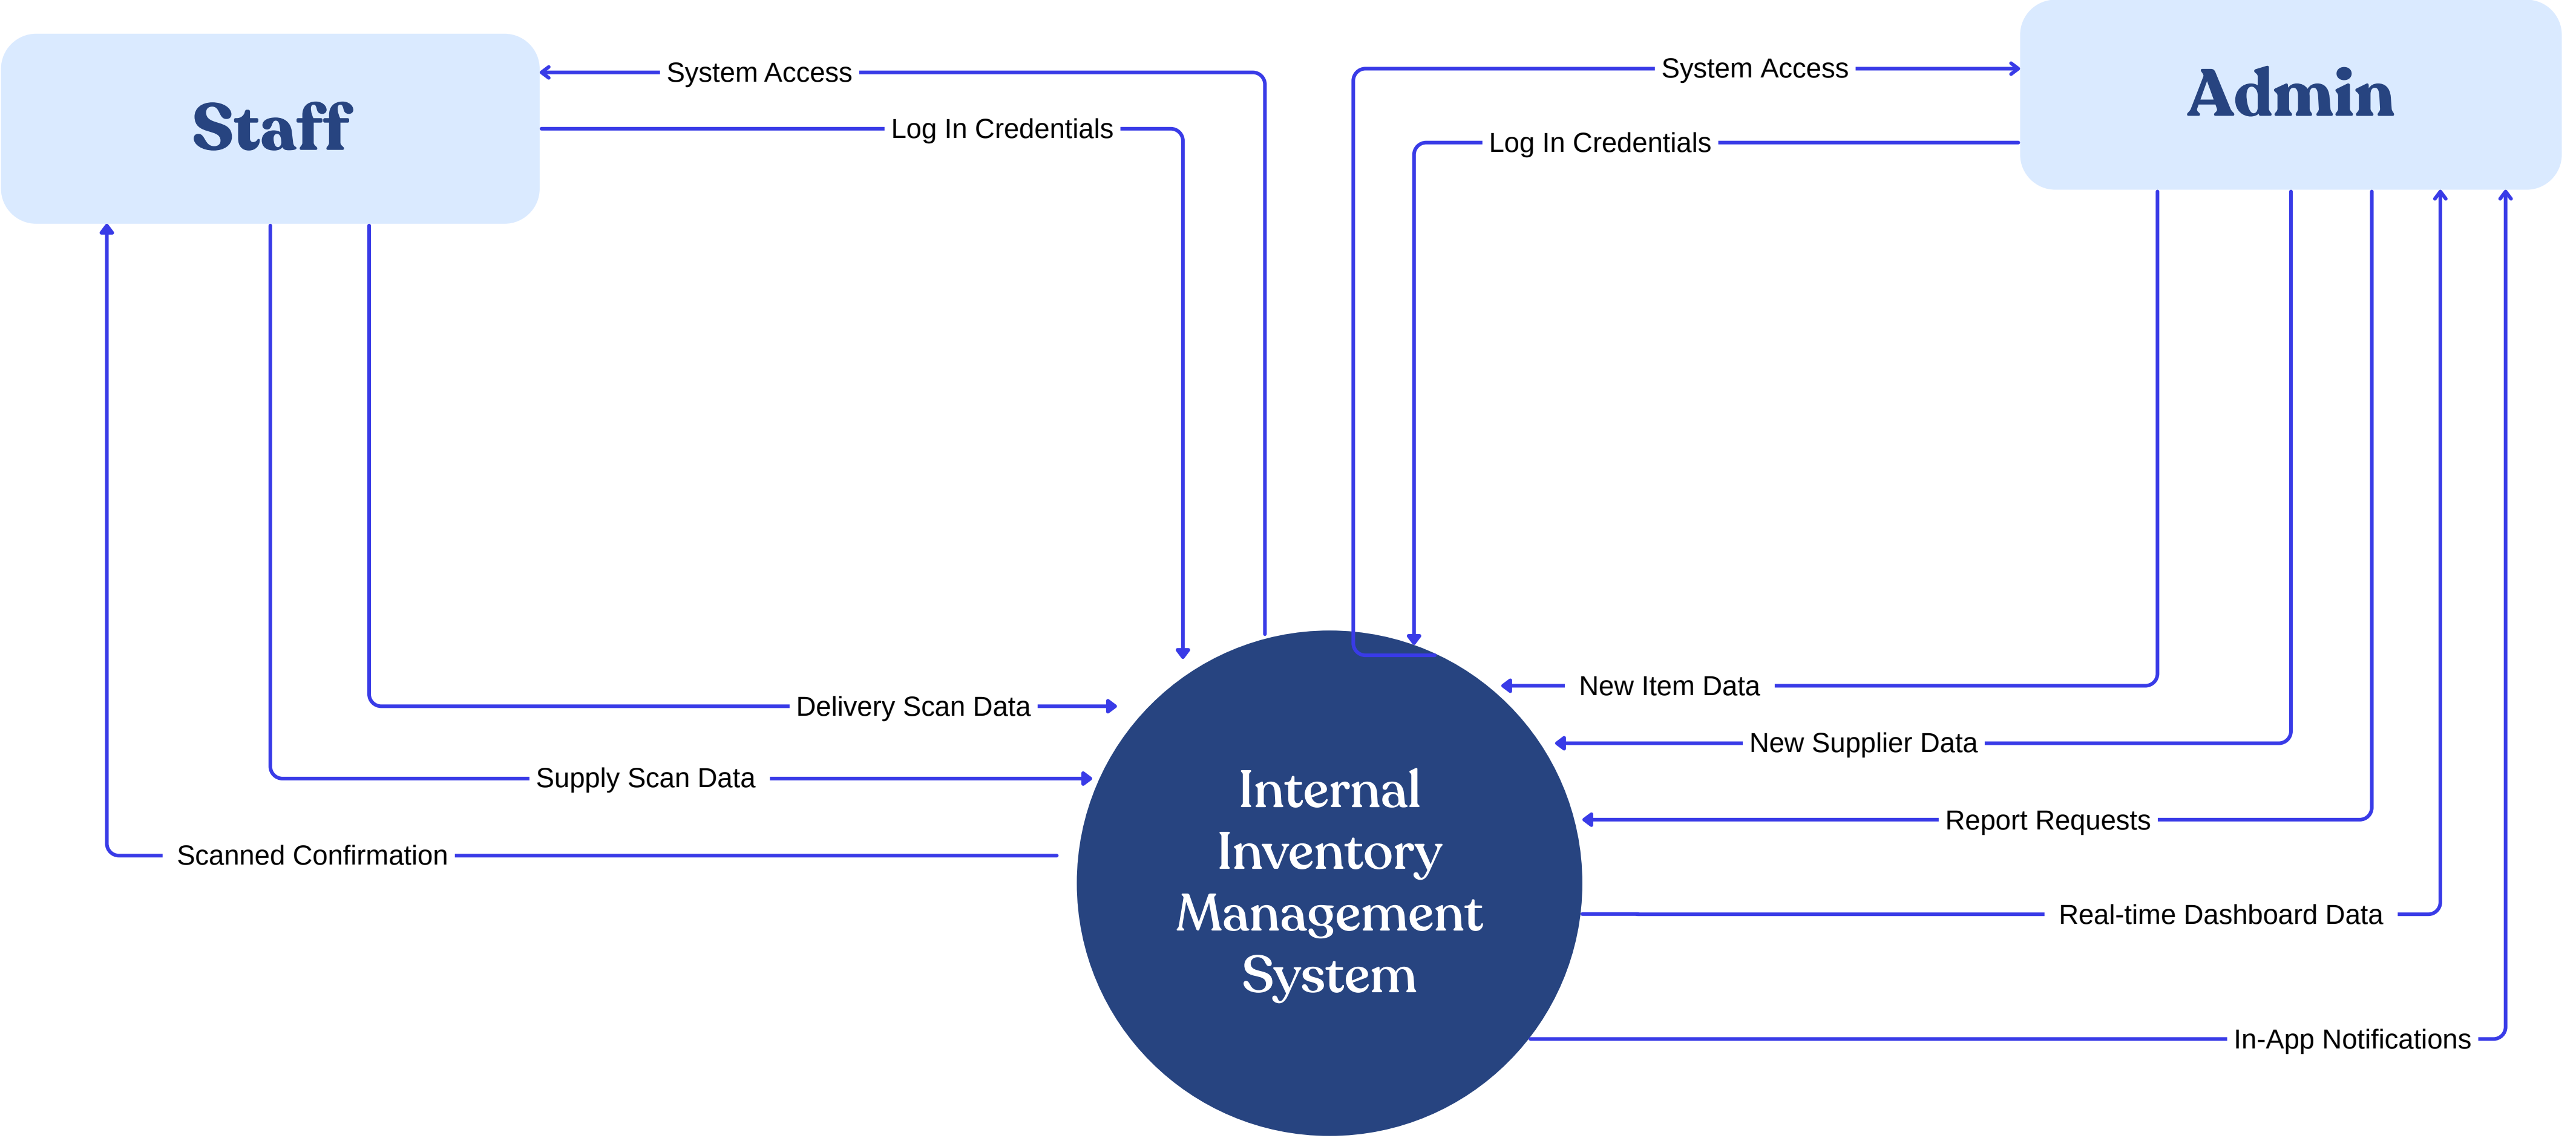 Staff
System Access
Log In Credentials
System Access
Log In Credentials
Admin
New Item Data
Delivery Scan Data
New Supplier Data
Supply Scan Data
Report Requests
Scanned Confirmation
Internal
Inventory
Management
System
Real-time Dashboard Data
In-App Notifications